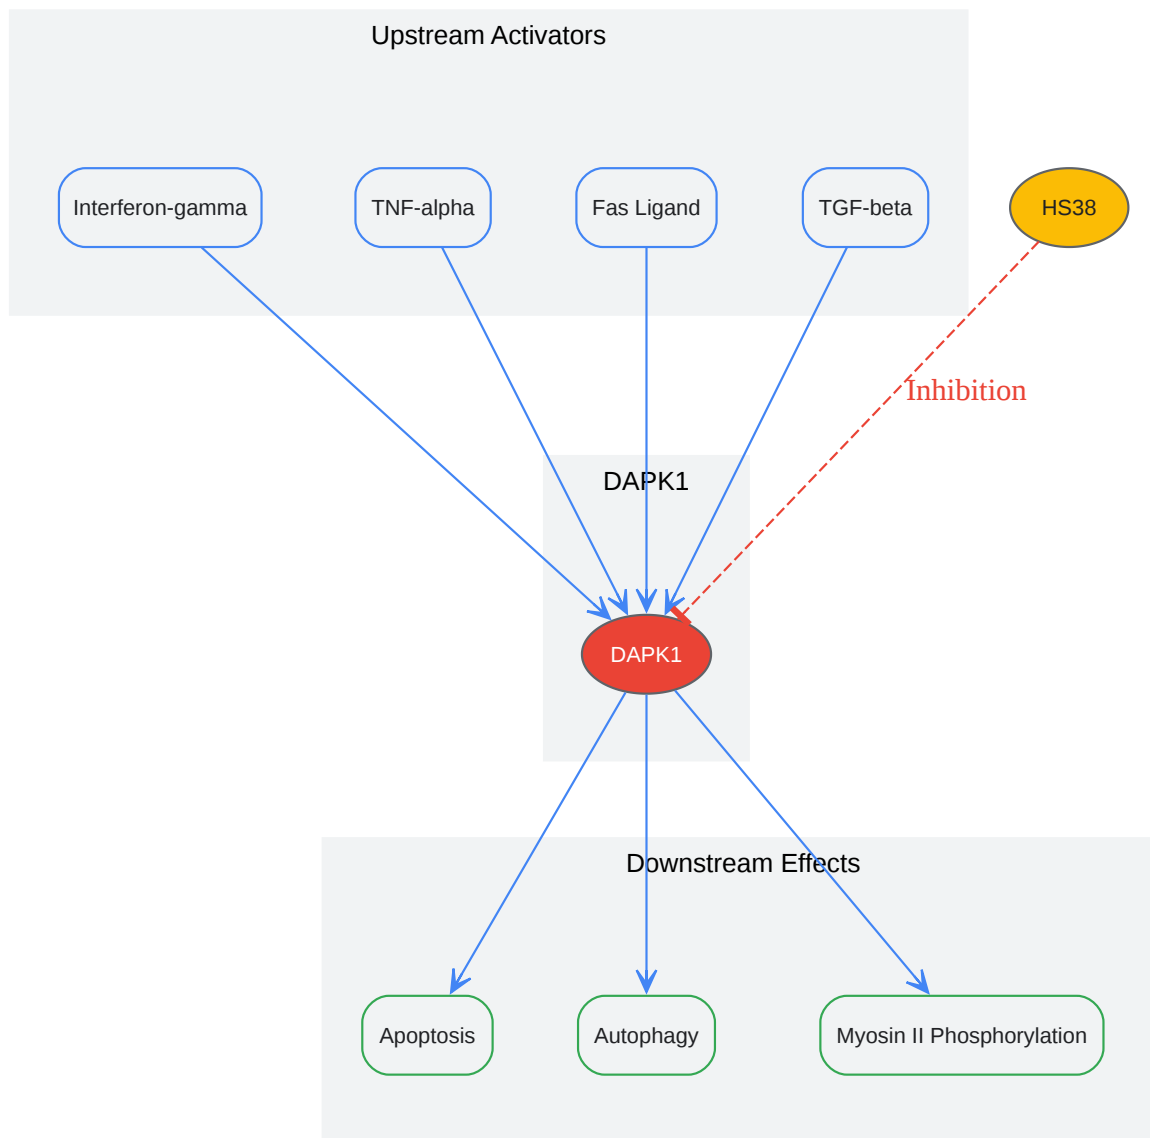 Upstream Activators
Interferon-gamma
TNF-alpha
Fas Ligand
TGF-beta
HS38
Inhibition
DAPK1
DAPK1
Downstream Effects
Apoptosis
Autophagy
Myosin II Phosphorylation